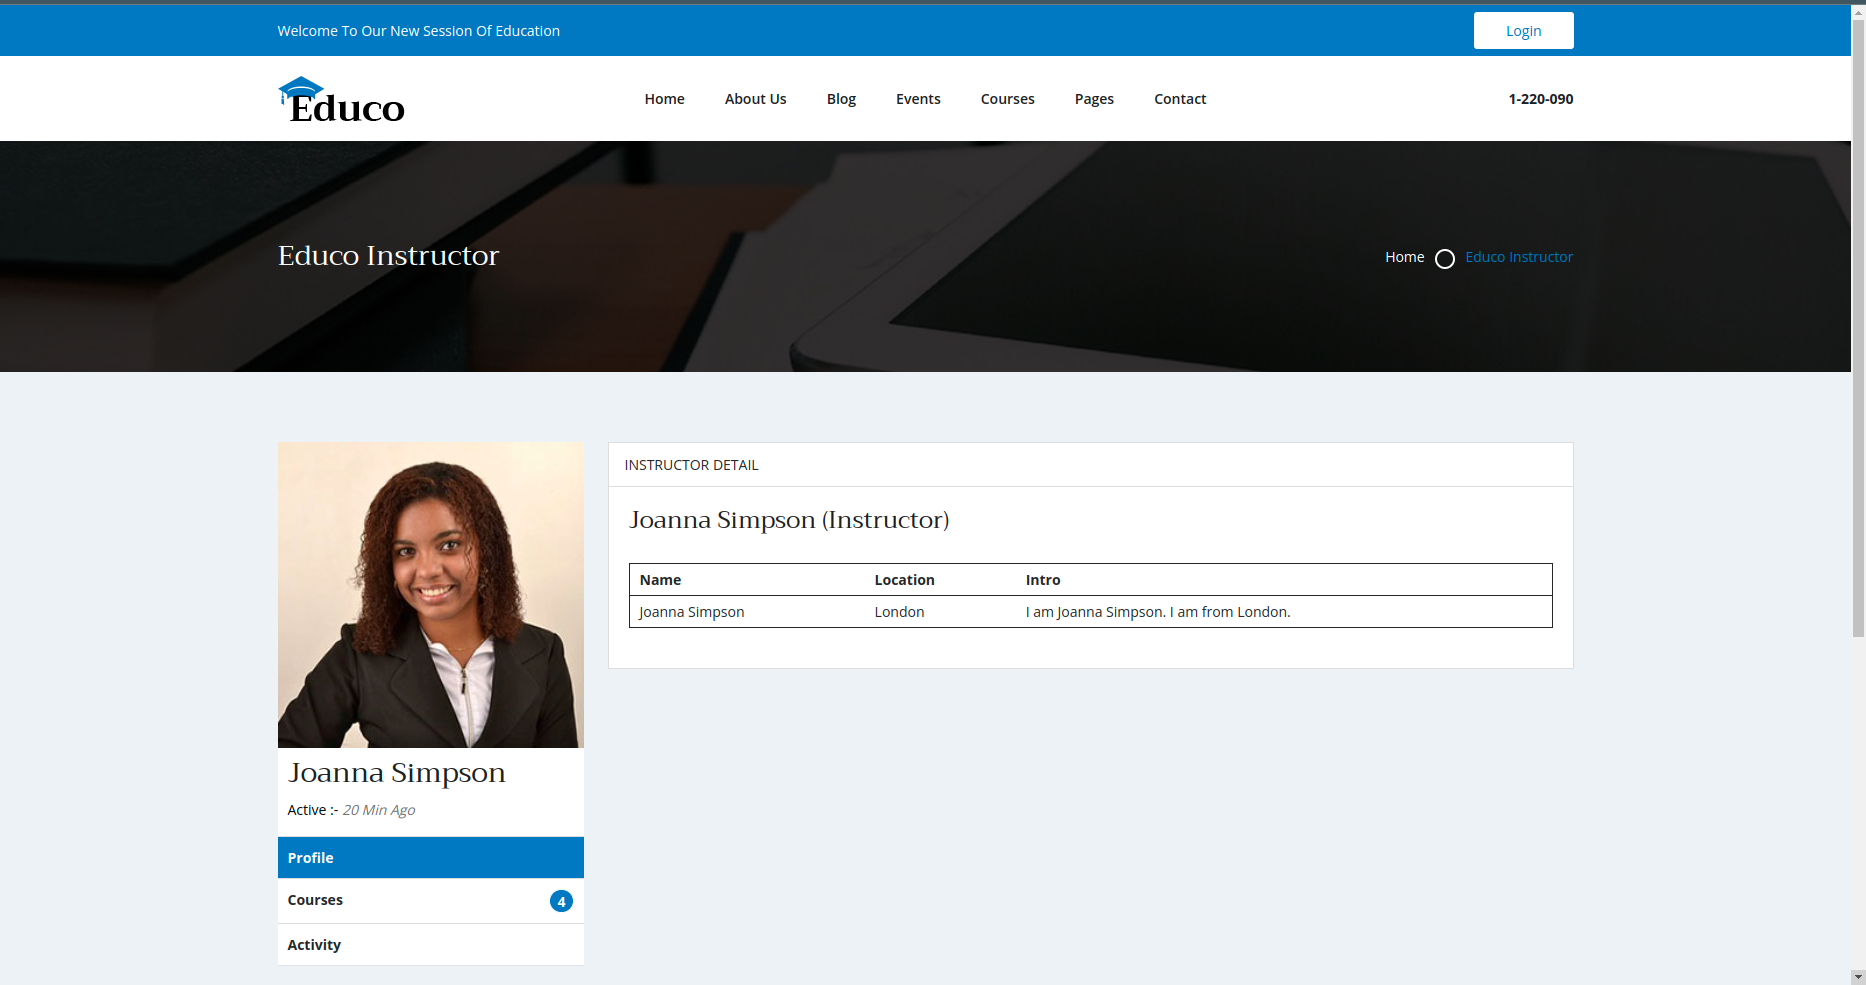 Welcome To Our New Session Of Education
Login
Educo
Home
About Us
Blog
Events
Courses
Pages
Contact
1-220-090
Educo Instructor
Home
Educo Instructor
INSTRUCTOR DETAIL
Joanna Simpson (Instructor)
Name Location Intro
Joanna Simpson London I am Joanna Simpson. I am from London.
Joanna Simpson
Active :- 20 Min Ago
Profile
Courses 4
Activity